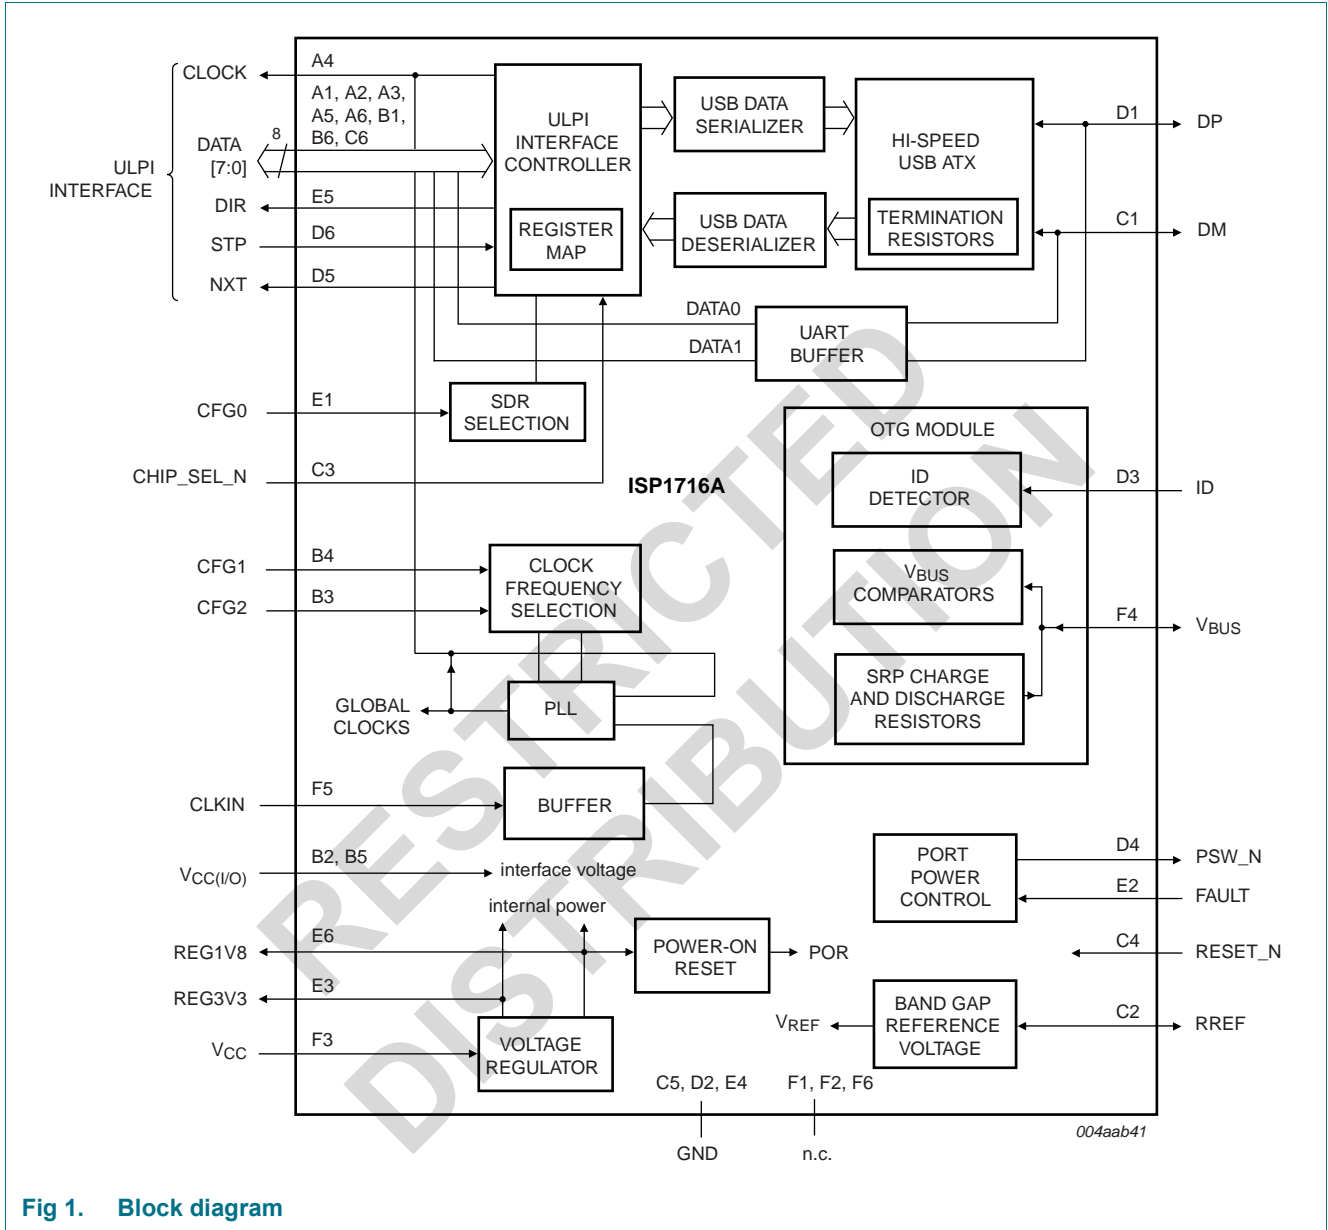 A4
CLOCK
A1, A2, A3,
A5, A6, B1,
B6, C6
8
DATA
[7:0]
ULPI
INTERFACE
DIR
E5
STP
D6
NXT
D5
ULPI
INTERFACE
CONTROLLER
REGISTER
MAP
USB DATA
SERIALIZER
USB DATA
DESERIALIZER
HI-SPEED
USB ATX
TERMINATION
RESISTORS
D1
DP
C1
DM
DATA0
DATA1
UART
BUFFER
CFG0
E1
SDR
SELECTION
CHIP_SEL_N
C3
ISP1716A
OTG MODULE
ID
DETECTOR
D3
ID
VBUS
COMPARATORS
F4
VBUS
SRP CHARGE
AND DISCHARGE
RESISTORS
CFG1
B4
CFG2
B3
CLOCK
FREQUENCY
SELECTION
PLL
GLOBAL
CLOCKS
CLKIN
F5
BUFFER
VCC(I/O)
B2, B5
interface voltage
internal power
REG1V8
E6
REG3V3
E3
VCC
F3
VOLTAGE
REGULATOR
POWER-ON
RESET
POR
PORT
POWER
CONTROL
D4
PSW_N
E2
FAULT
C4
RESET_N
VREF
BAND GAP
REFERENCE
VOLTAGE
C2
RREF
C5, D2, E4
GND
F1, F2, F6
n.c.
004aab41
RESTRICTED
DISTRIBUTION
Fig 1. Block diagram